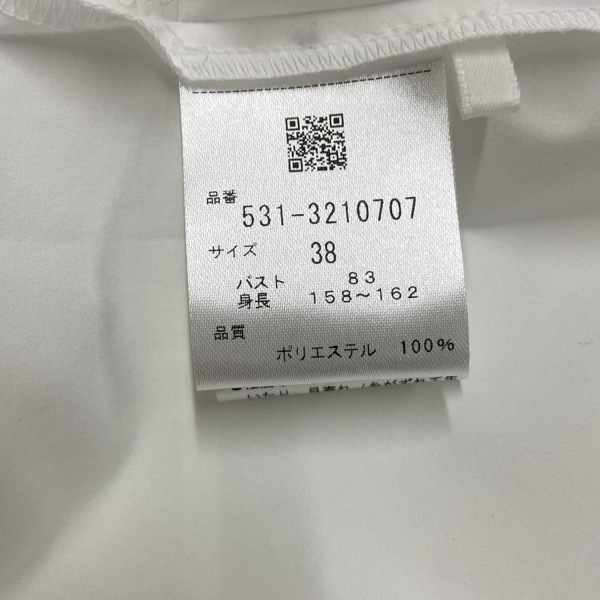 品番
531-3210707
サイズ 38
バスト 83
身長 158～162
品質
ポリエステル 100%